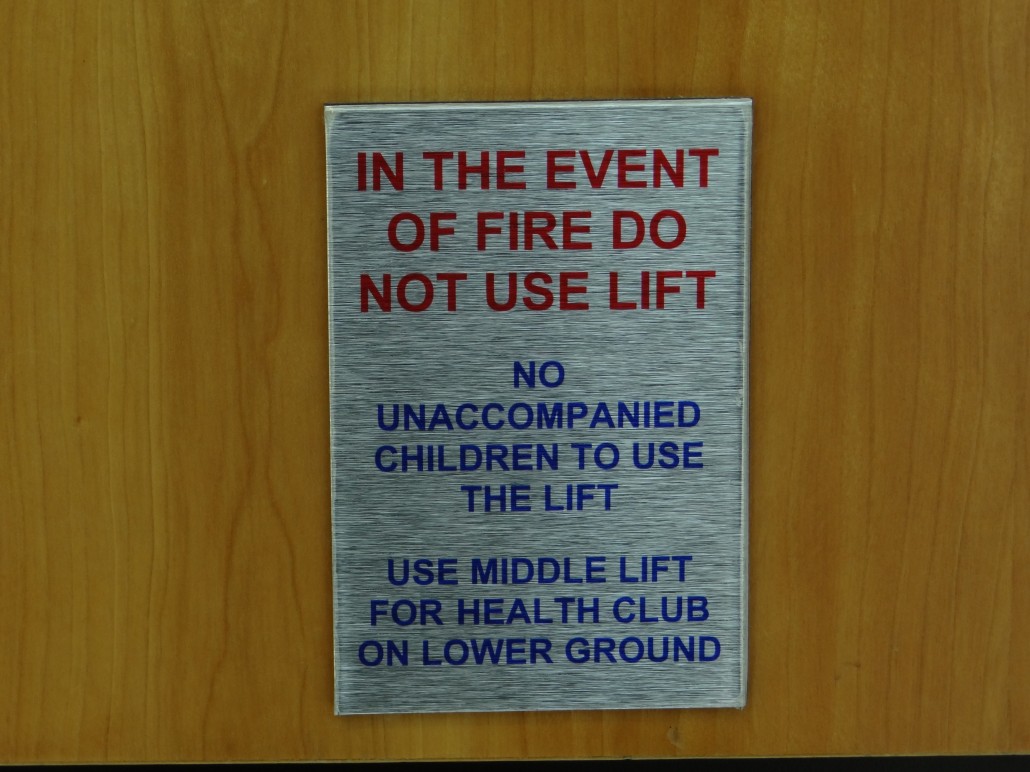 IN THE EVENT
OF FIRE DO
NOT USE LIFT
NO
UNACCOMPANIED
CHILDREN TO USE
THE LIFT
USE MIDDLE LIFT
FOR HEALTH CLUB
ON LOWER GROUND